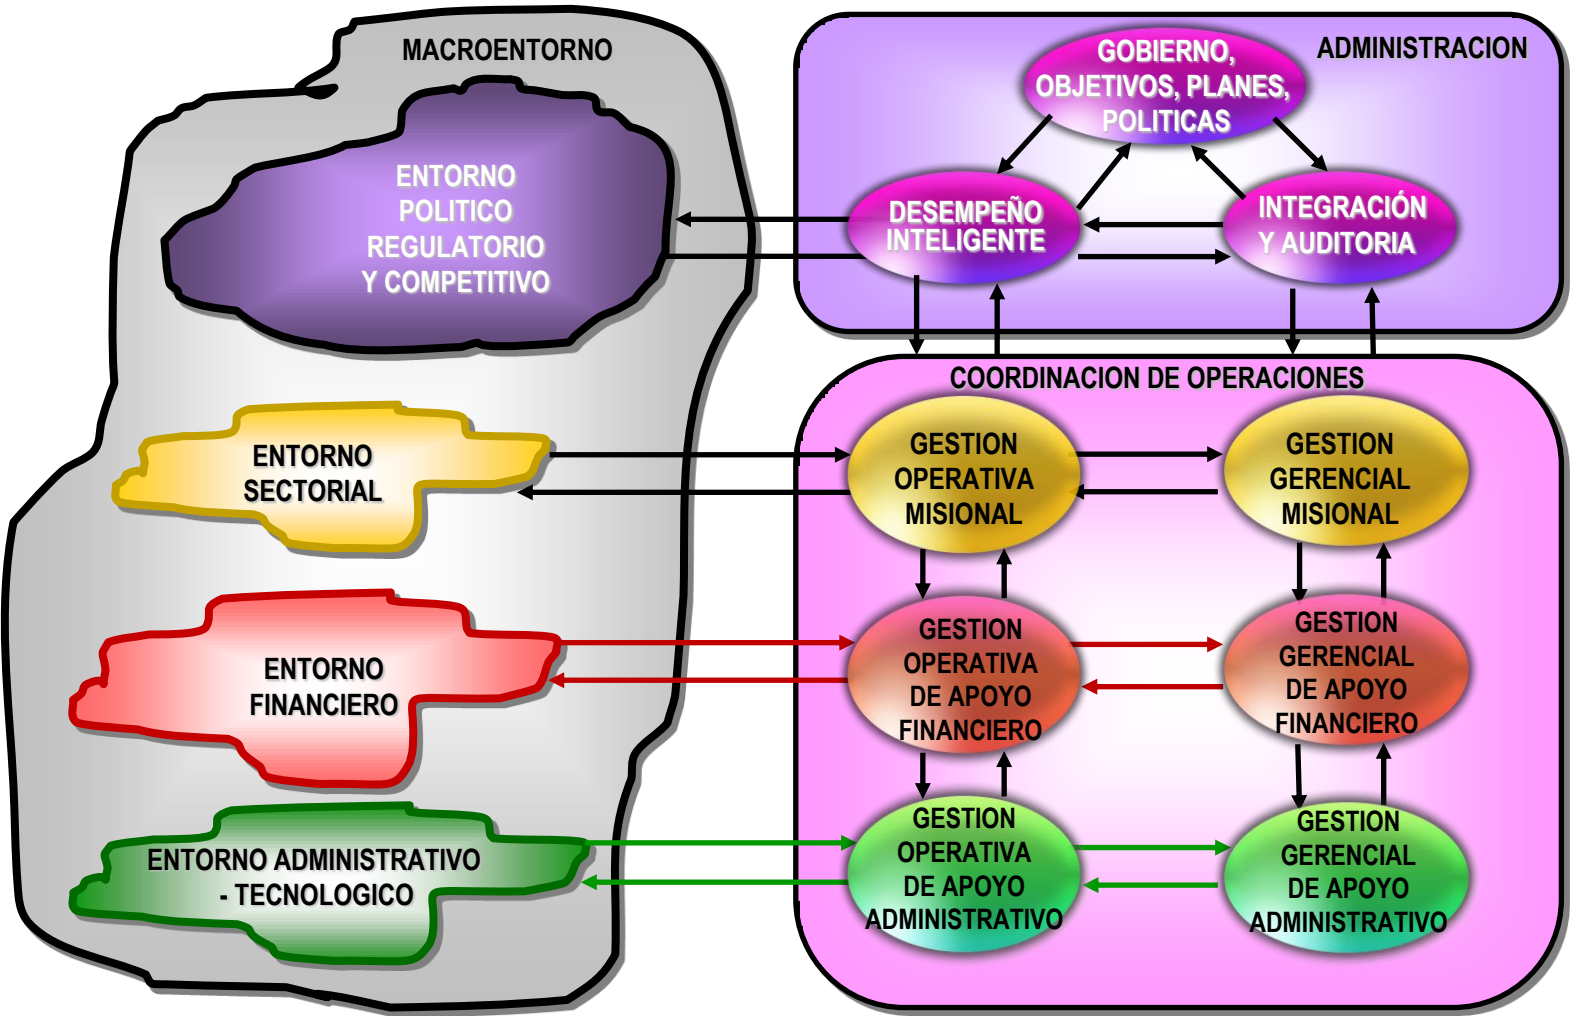 MACROENTORNO
ENTORNO
POLITICO
REGULATORIO
Y COMPETITIVO
ENTORNO
SECTORIAL
ENTORNO
FINANCIERO
ENTORNO ADMINISTRATIVO
- TECNOLOGICO
ADMINISTRACION
GOBIERNO,
OBJETIVOS, PLANES,
POLITICAS
DESEMPEÑO
INTELIGENTE
INTEGRACIÓN
Y AUDITORIA
COORDINACION DE OPERACIONES
GESTION
OPERATIVA
MISIONAL
GESTION
GERENCIAL
MISIONAL
GESTION
OPERATIVA
DE APOYO
FINANCIERO
GESTION
GERENCIAL
DE APOYO
FINANCIERO
GESTION
OPERATIVA
DE APOYO
ADMINISTRATIVO
GESTION
GERENCIAL
DE APOYO
ADMINISTRATIVO